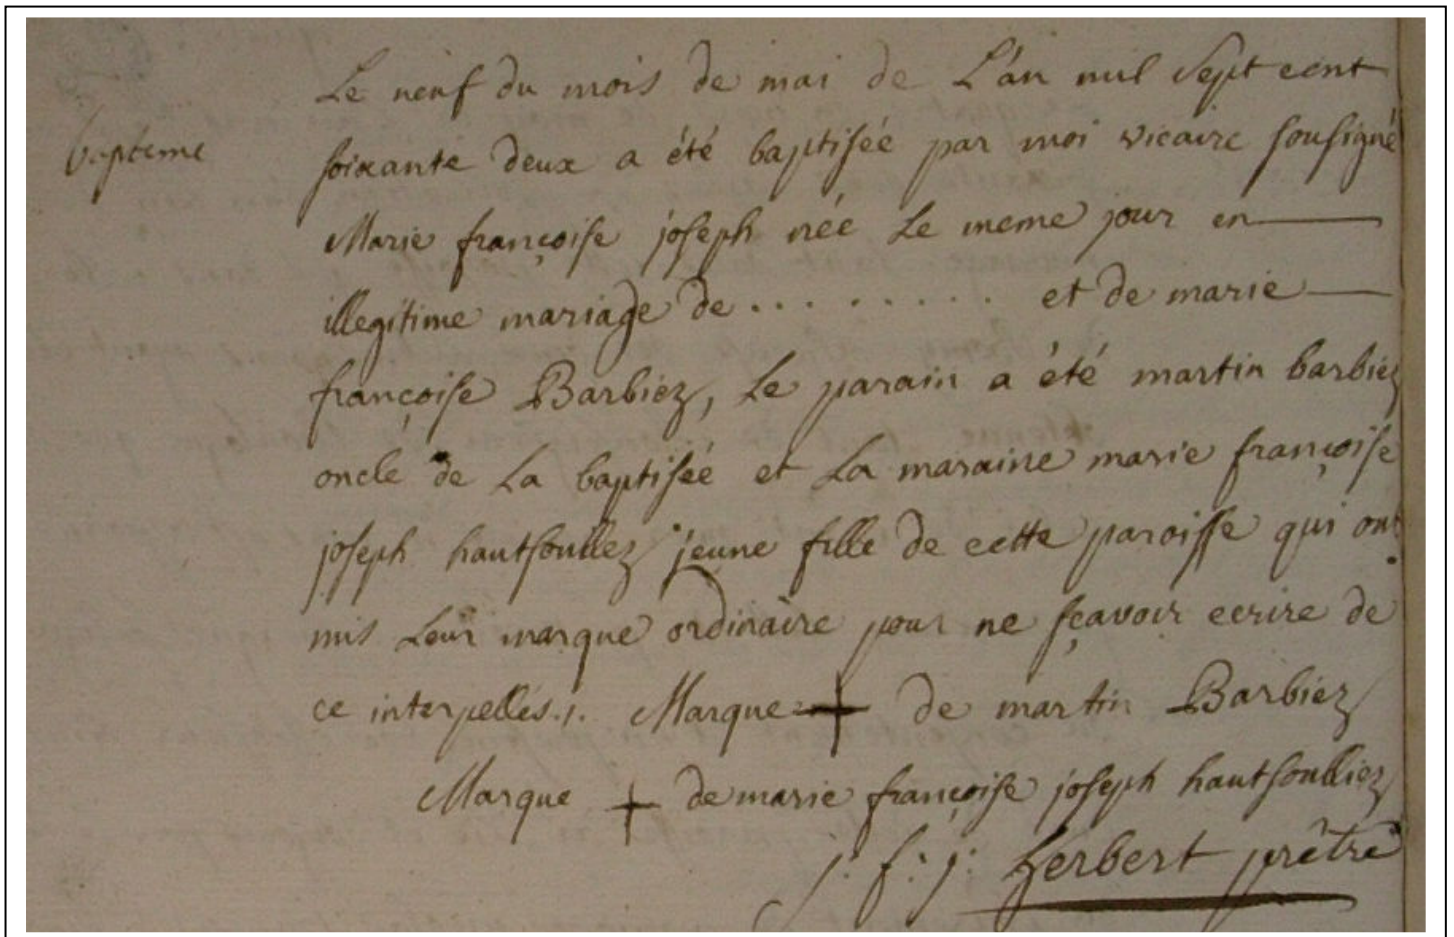 Le neuf du mois de mai de L'an mil Sept cent
bapteme
soixante deux a été baptisée par moi vicaire sousigné
Marie françoise joseph née Le meme jour en
illegitime mariage de . . . . . . . . . et de marie
françoise Barbiez, Le parain a été martin barbiez
oncle de La baptisée et La maraine marie françoise
joseph hautsoullez jeune fille de cette paroisse qui ont
mis Leur marque ordinaire pour ne sçavoir ecrire de
ce interpellés./. Marque + de martin Barbiez
Marque + de marie françoise joseph hautsoulliez
j: f: j: herbert prêtre